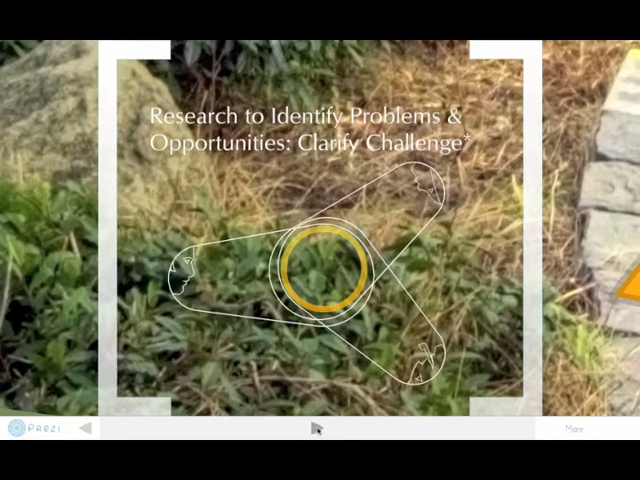 Research to Identify Problems &
Opportunities: Clarify Challenge*
Prezi
More